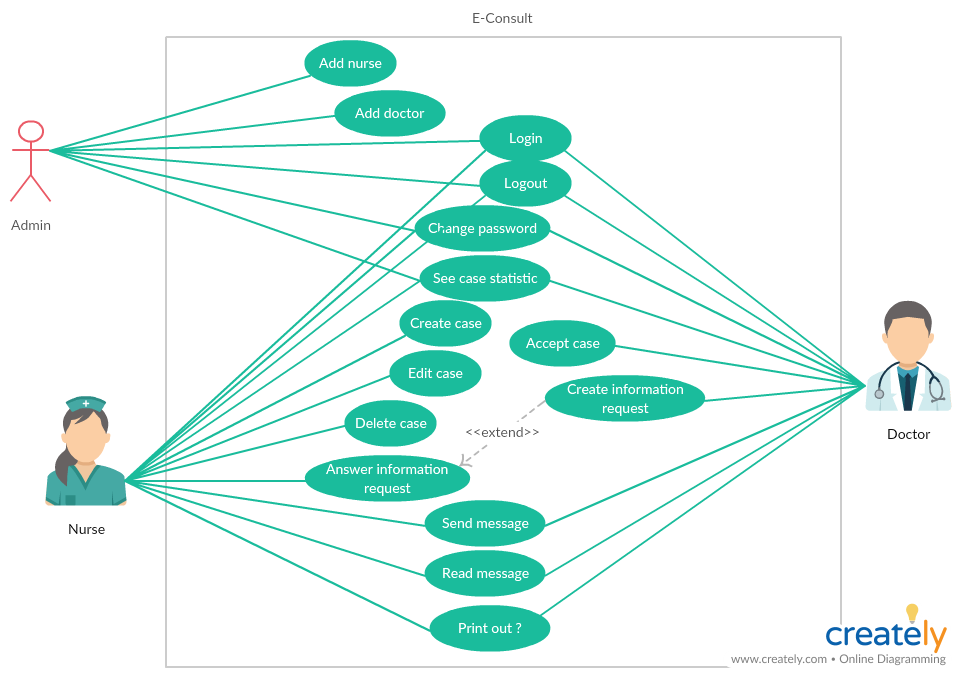 E-Consult
Add nurse
Add doctor
Login
Admin
Logout
Change password
See case statistic
Create case
Accept case
Edit case
Create information
request
Delete case
<<extend>>
Doctor
Answer information
request
Nurse
Send message
Read message
Print out ?
creately
www.creately.com • Online Diagramming